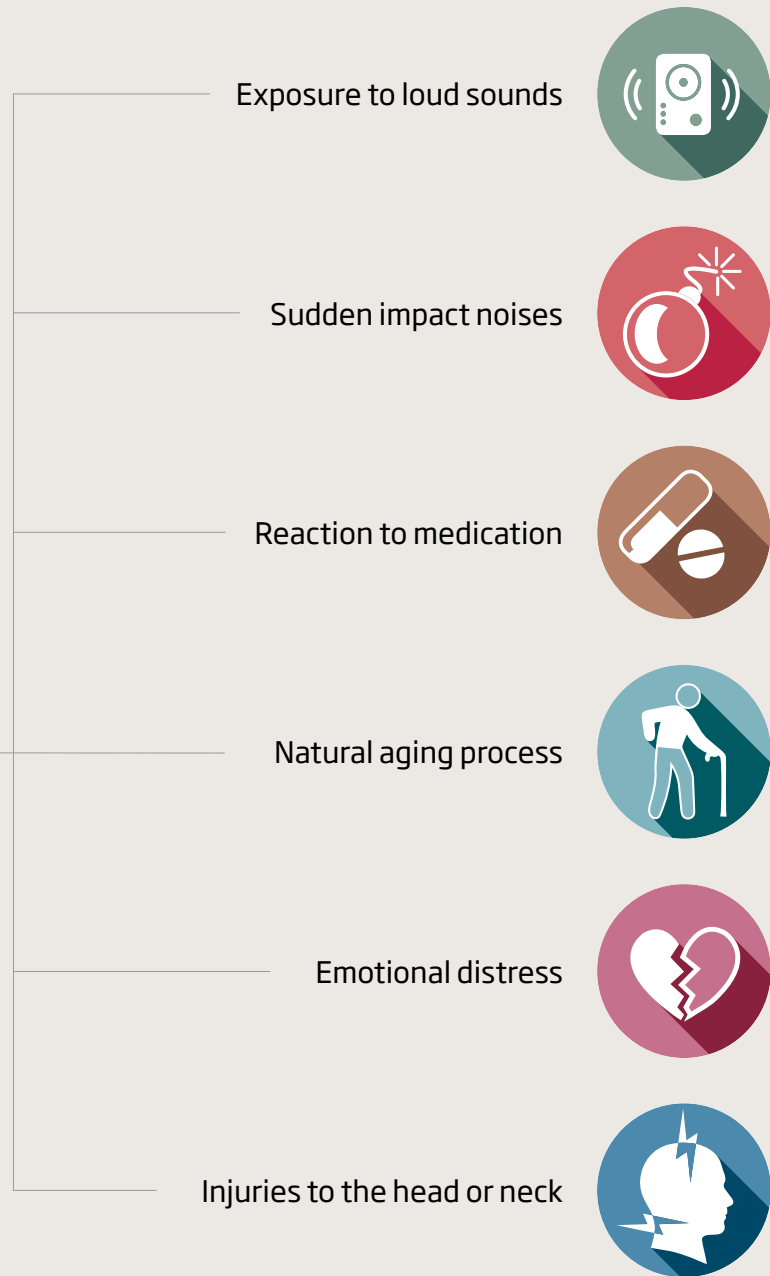 Exposure to loud sounds
Sudden impact noises
Reaction to medication
Natural aging process
Emotional distress
Injuries to the head or neck